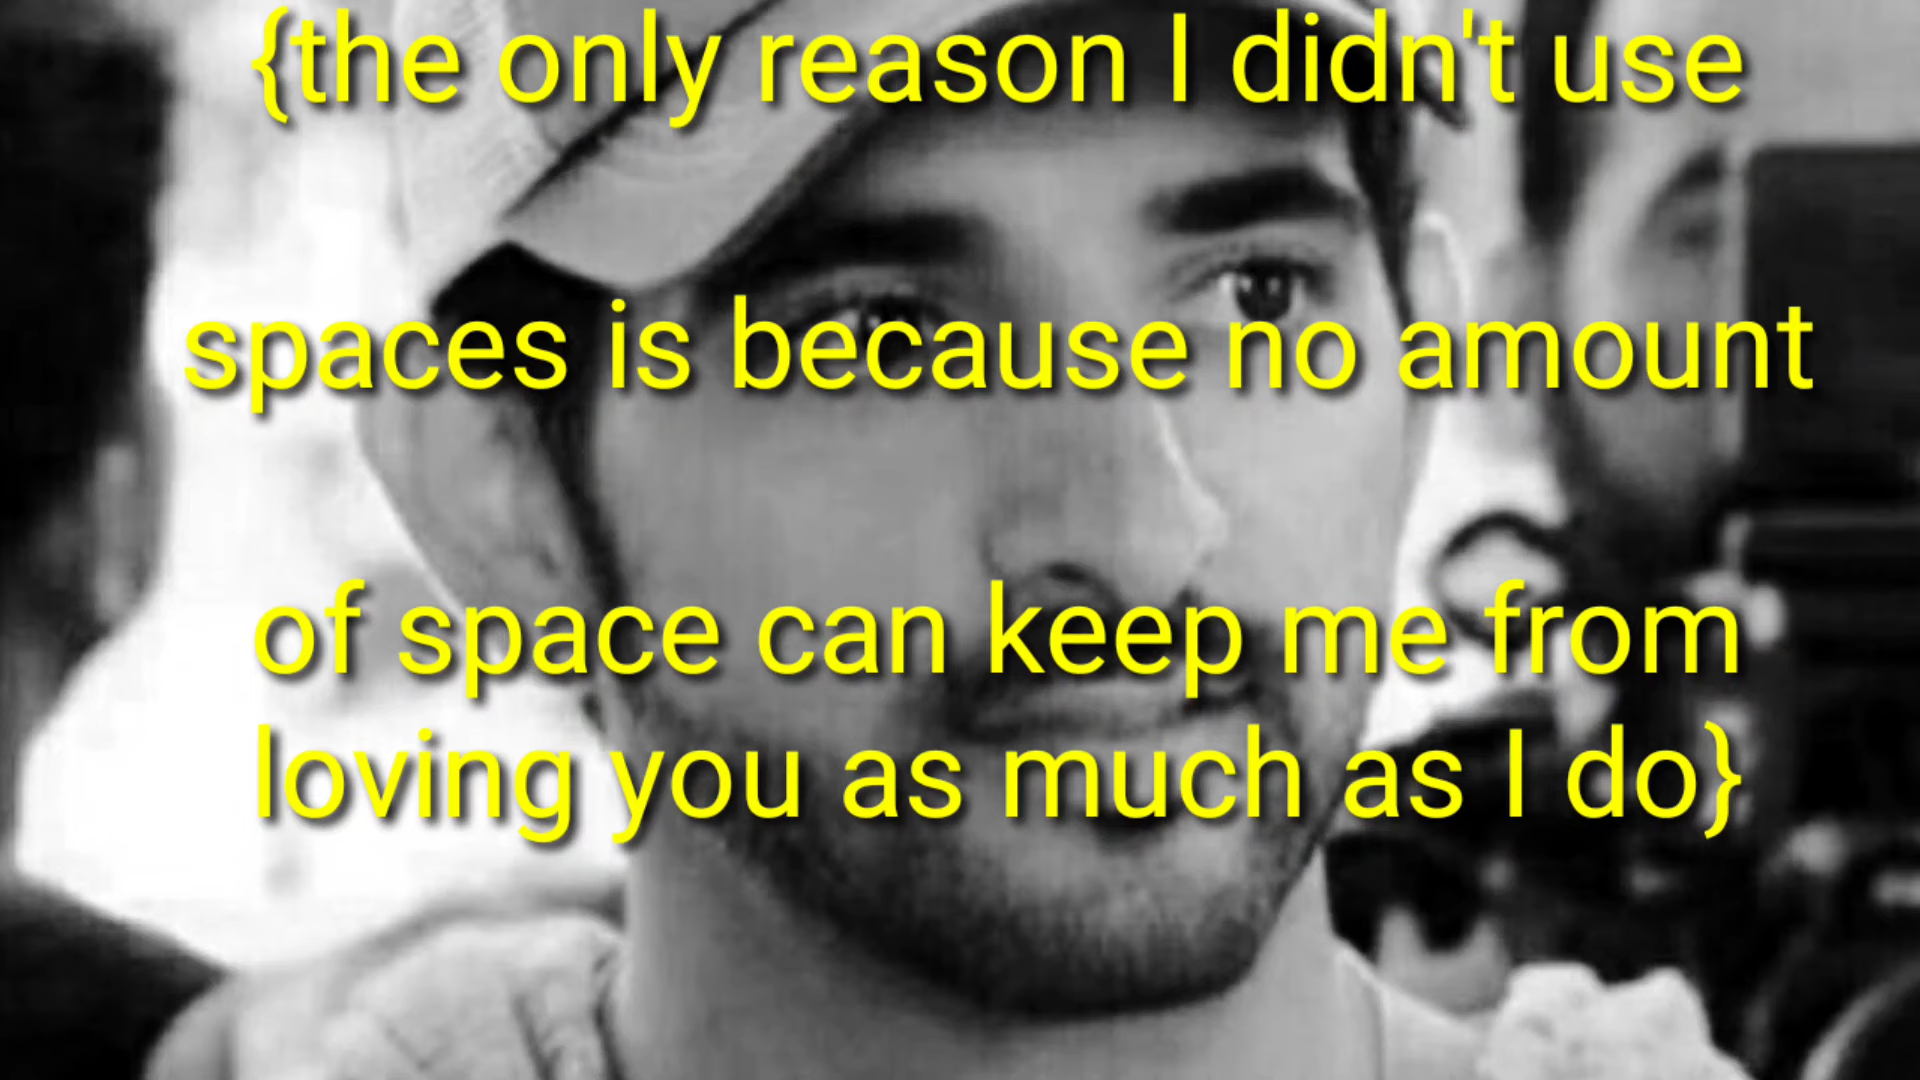 {the only reason I didn't use
spaces is because no amount
of space can keep me from
loving you as much as I do}